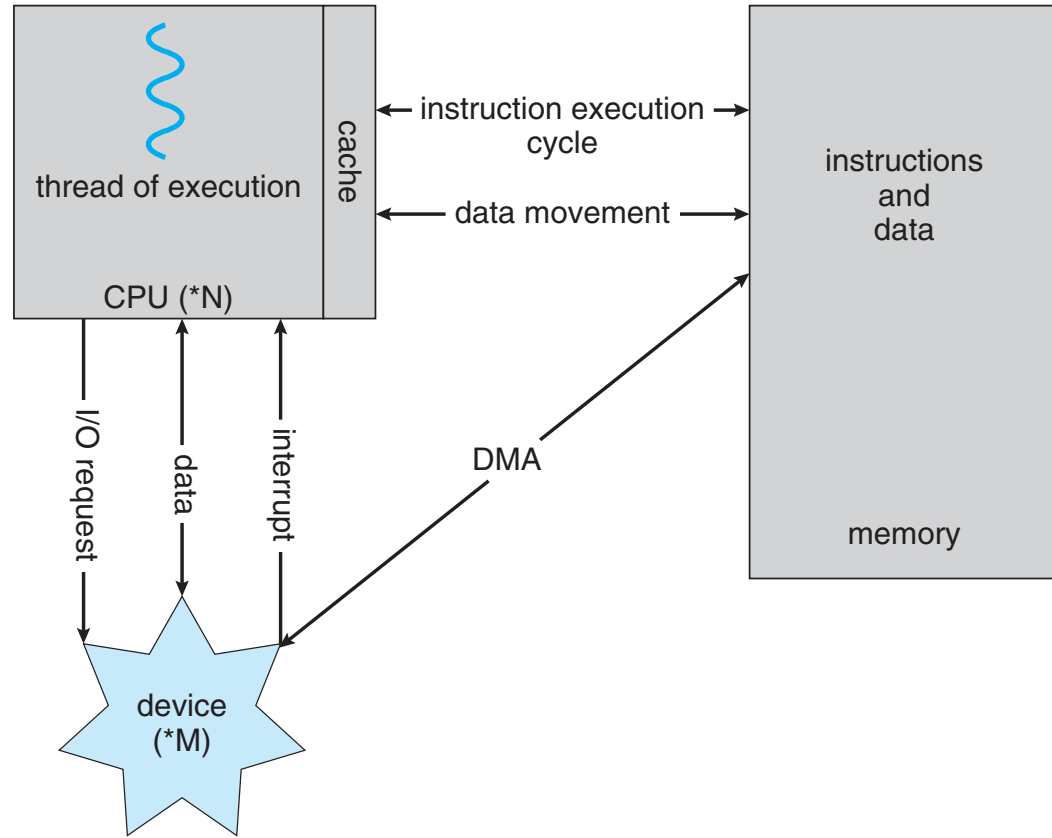 thread of execution
CPU (*N)
cache
instruction execution
cycle
data movement
instructions
and
data
memory
I/O request
data
interrupt
DMA
device
(*M)